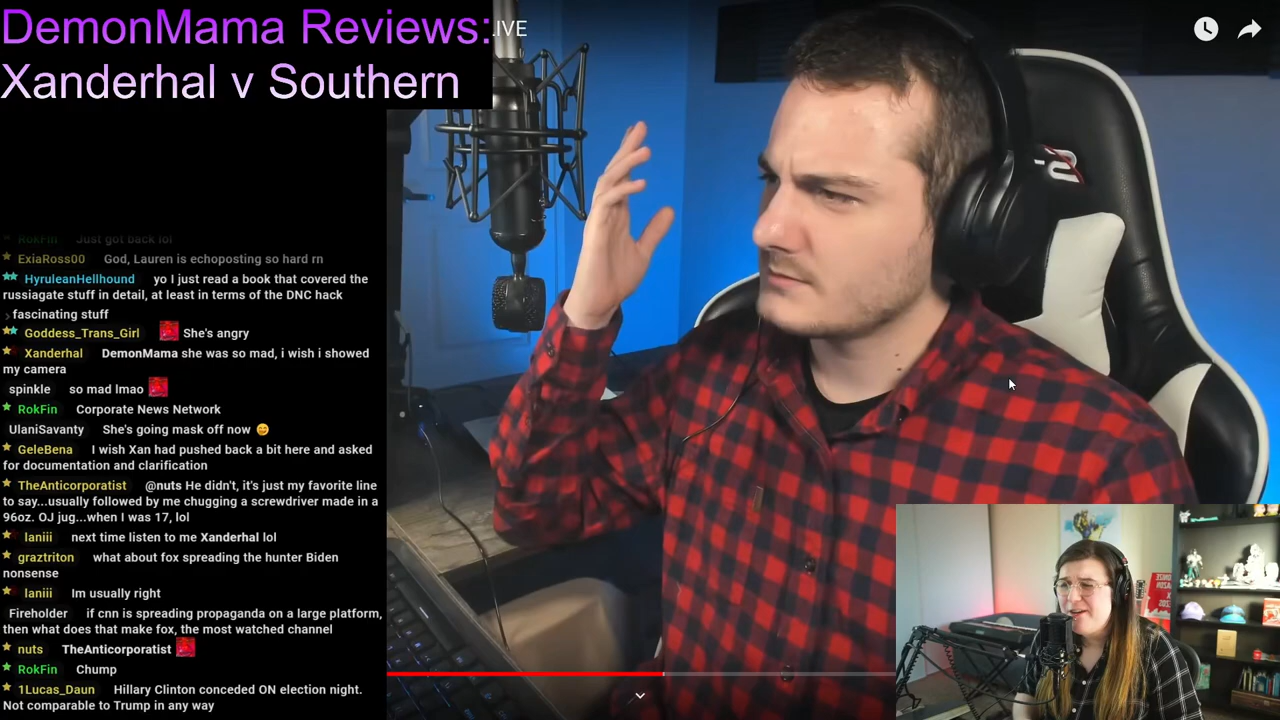 DemonMama Reviews:
Xanderhal v Southern
LIVE
RokFin Just got back lol
ExiaRoss00 God, Lauren is echoposting so hard rn
HyruleanHellhound yo I just read a book that covered the
russiagate stuff in detail, at least in terms of the DNC hack
fascinating stuff
Goddess_Trans_Girl She's angry
Xanderhal DemonMama she was so mad, i wish i showed
my camera
spinkle so mad lmao
RokFin Corporate News Network
UlaniSavanty She's going mask off now
GeleBena I wish Xan had pushed back a bit here and asked
for documentation and clarification
TheAnticorporatist @nuts He didn't, it's just my favorite line
to say...usually followed by me chugging a screwdriver made in a
96oz. OJ jug...when I was 17, lol
laniii next time listen to me Xanderhal lol
graztriton what about fox spreading the hunter Biden
nonsense
laniii Im usually right
Fireholder if cnn is spreading propaganda on a large platform,
then what does that make fox, the most watched channel
nuts TheAnticorporatist
RokFin Chump
1Lucas_Daun Hillary Clinton conceded ON election night.
Not comparable to Trump in any way